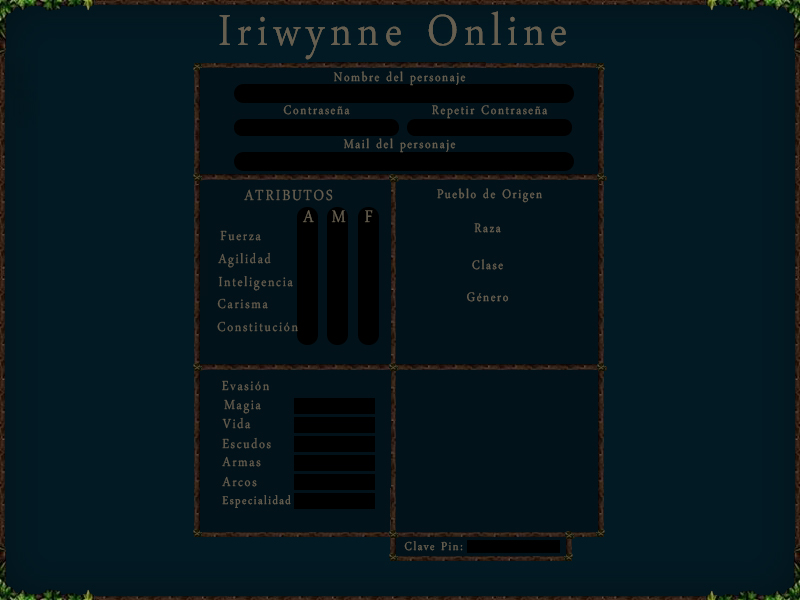 Iriwynne Online
Nombre del personaje
Contraseña Repetir Contraseña
Mail del personaje
ATRIBUTOS
A M F
Fuerza
Agilidad
Inteligencia
Carisma
Constitución
Pueblo de Origen
Raza
Clase
Género
Evasión
Magia
Vida
Escudos
Armas
Arcos
Especialidad
Clave Pin: